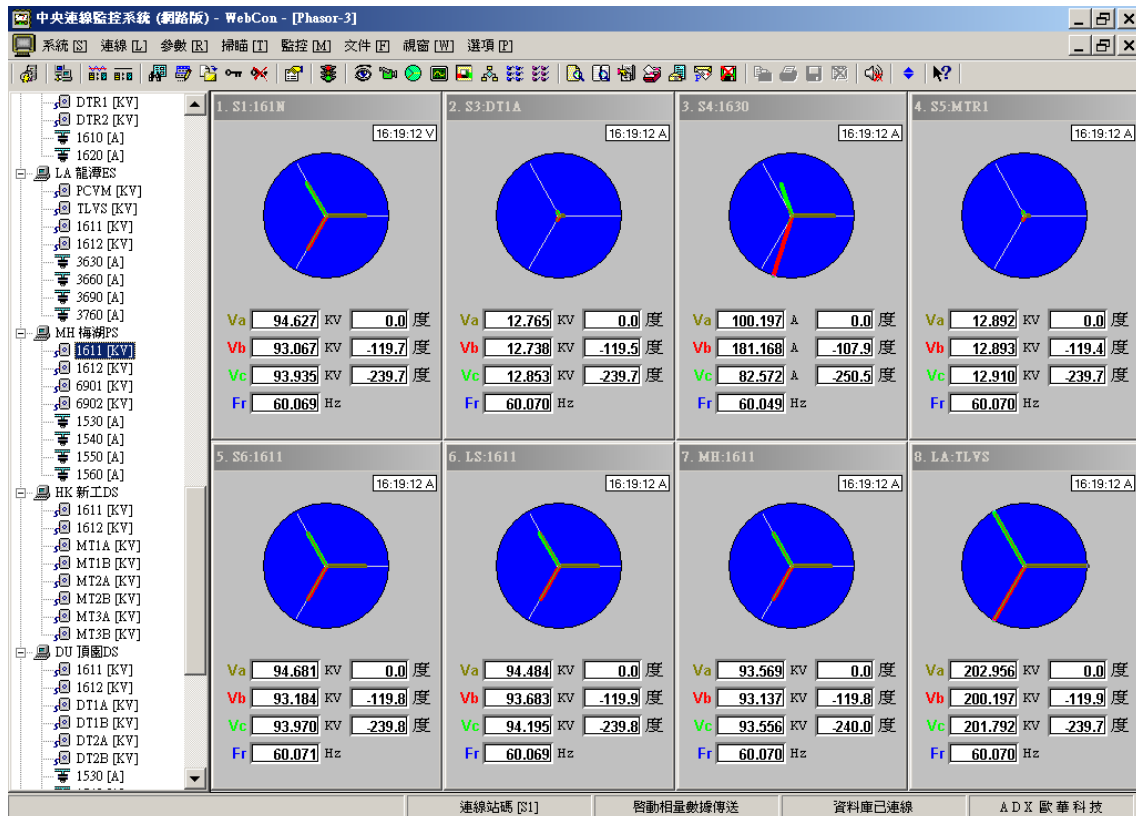 中央連線監控系統 (網路版) - WebCon - [Phasor-3]
系統[S] 連線[L] 參數[R] 掃瞄[T] 監控[M] 文件[F] 視窗[W] 選項[P]
DTR1 [KV]
DTR2 [KV]
1610 [A]
1620 [A]
LA 龍潭ES
PCVM [KV]
TLVS [KV]
1611 [KV]
1612 [KV]
3630 [A]
3660 [A]
3690 [A]
3760 [A]
MH 梅湖PS
1611 [KV]
1612 [KV]
6901 [KV]
6902 [KV]
1530 [A]
1540 [A]
1550 [A]
1560 [A]
HK 新工DS
1611 [KV]
1612 [KV]
MT1A [KV]
MT1B [KV]
MT2A [KV]
MT2B [KV]
MT3A [KV]
MT3B [KV]
DU 頂園DS
1611 [KV]
1612 [KV]
DT1A [KV]
DT1B [KV]
DT2A [KV]
DT2B [KV]
1530 [A]
1. S1:161N
16:19:12 V
Va 94.627 KV 0.0 度
Vb 93.067 KV -119.7 度
Vc 93.935 KV -239.7 度
Fr 60.069 Hz
2. S3:DT1A
16:19:12 A
Va 12.765 KV 0.0 度
Vb 12.738 KV -119.5 度
Vc 12.853 KV -239.7 度
Fr 60.070 Hz
3. S4:1630
16:19:12 A
Va 100.197 A 0.0 度
Vb 181.168 A -107.9 度
Vc 82.572 A -250.5 度
Fr 60.049 Hz
4. S5:MTR1
16:19:12 A
Va 12.892 KV 0.0 度
Vb 12.893 KV -119.4 度
Vc 12.910 KV -239.7 度
Fr 60.070 Hz
5. S6:1611
16:19:12 A
Va 94.681 KV 0.0 度
Vb 93.184 KV -119.8 度
Vc 93.970 KV -239.8 度
Fr 60.071 Hz
6. LS:1611
16:19:12 A
Va 94.484 KV 0.0 度
Vb 93.683 KV -119.9 度
Vc 94.195 KV -239.8 度
Fr 60.069 Hz
7. MH:1611
16:19:12 A
Va 93.569 KV 0.0 度
Vb 93.137 KV -119.8 度
Vc 93.556 KV -240.0 度
Fr 60.070 Hz
8. LA:TLVS
16:19:12 A
Va 202.956 KV 0.0 度
Vb 200.197 KV -119.9 度
Vc 201.792 KV -239.7 度
Fr 60.070 Hz
連線站碼 [S1] 啓動相量數據傳送 資料庫已連線 ADX 歐華科技